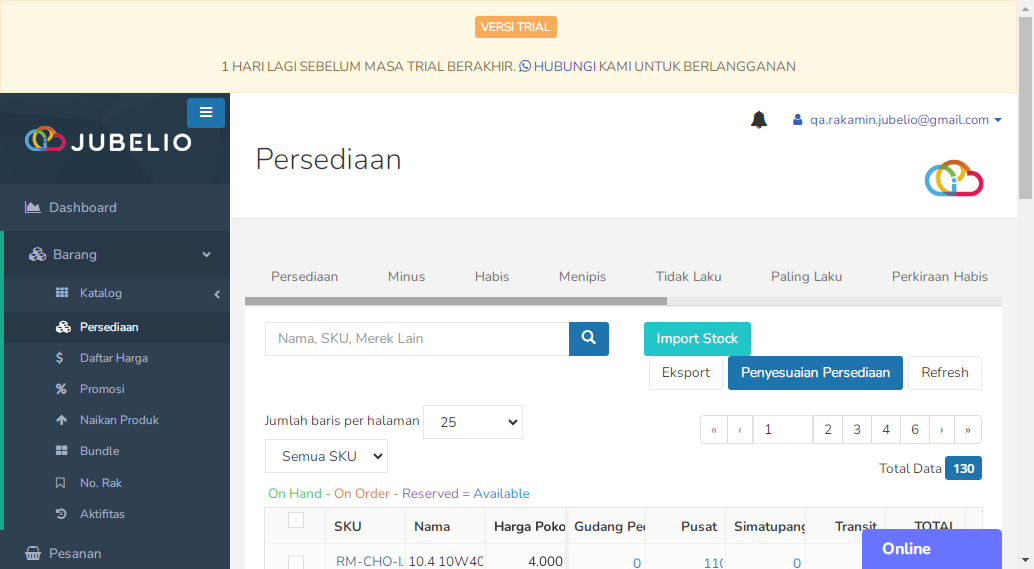 VERSI TRIAL
1 HARI LAGI SEBELUM MASA TRIAL BERAKHIR. HUBUNGI KAMI UNTUK BERLANGGANAN
JUBELIO
qa.rakamin.jubelio@gmail.com
Persediaan
Dashboard
Barang
Katalog
Persediaan
Daftar Harga
Promosi
Naikan Produk
Bundle
No. Rak
Aktifitas
Pesanan
Persediaan Minus Habis Menipis Tidak Laku Paling Laku Perkiraan Habis
Nama, SKU, Merek Lain
Import Stock
Eksport Penyesuaian Persediaan Refresh
Jumlah baris per halaman 25
« ‹ 1 2 3 4 6 › »
Semua SKU
Total Data 130
On Hand - On Order - Reserved = Available
SKU Nama Harga Poko Gudang Pe Pusat Simatupang Transit TOTAL
RM-CHO-L 10.4 10W40 4.000 0 110 0
Online